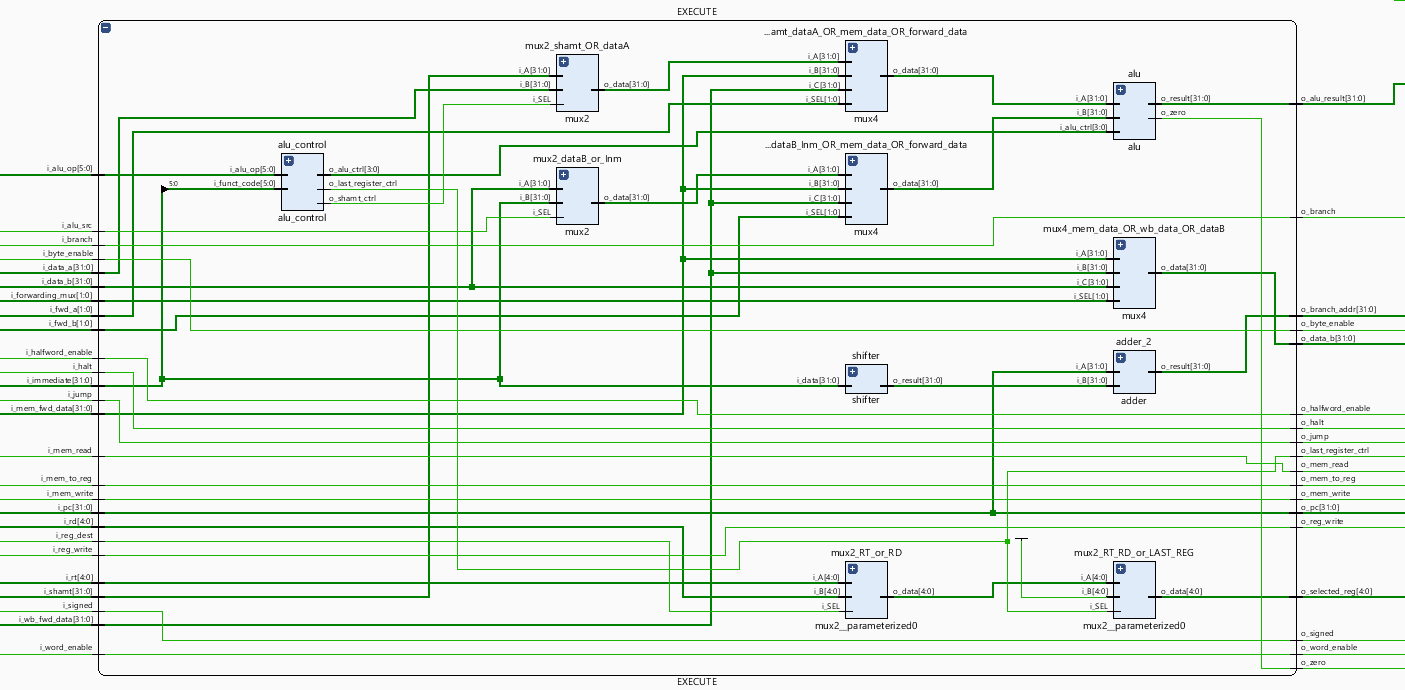 EXECUTE
i_alu_op[5:0]
i_alu_src
i_branch
i_byte_enable
i_data_a[31:0]
i_data_b[31:0]
i_forwarding_mux[1:0]
i_fwd_a[1:0]
i_fwd_b[1:0]
i_halfword_enable
i_halt
i_immediate[31:0]
i_jump
i_mem_fwd_data[31:0]
i_mem_read
i_mem_to_reg
i_mem_write
i_pc[31:0]
i_rd[4:0]
i_reg_dest
i_reg_write
i_rt[4:0]
i_shamt[31:0]
i_signed
i_wb_fwd_data[31:0]
i_word_enable
5:0
alu_control
i_alu_op[5:0]
i_funct_code[5:0]
o_alu_ctrl[3:0]
o_last_register_ctrl
o_shamt_ctrl
alu_control
mux2_shamt_OR_dataA
i_A[31:0]
i_B[31:0]
i_SEL
o_data[31:0]
mux2
mux2_dataB_or_Inm
i_A[31:0]
i_B[31:0]
i_SEL
o_data[31:0]
mux2
...amt_dataA_OR_mem_data_OR_forward_data
i_A[31:0]
i_B[31:0]
i_C[31:0]
i_SEL[1:0]
o_data[31:0]
mux4
...dataB_Inm_OR_mem_data_OR_forward_data
i_A[31:0]
i_B[31:0]
i_C[31:0]
i_SEL[1:0]
o_data[31:0]
mux4
shifter
i_data[31:0]
o_result[31:0]
shifter
mux2_RT_or_RD
i_A[4:0]
i_B[4:0]
i_SEL
o_data[4:0]
mux2__parameterized0
alu
i_A[31:0]
i_B[31:0]
i_alu_ctrl[3:0]
o_result[31:0]
o_zero
alu
mux4_mem_data_OR_wb_data_OR_dataB
i_A[31:0]
i_B[31:0]
i_C[31:0]
i_SEL[1:0]
o_data[31:0]
mux4
adder_2
i_A[31:0]
i_B[31:0]
o_result[31:0]
adder
mux2_RT_RD_or_LAST_REG
i_A[4:0]
i_B[4:0]
i_SEL
o_data[4:0]
mux2__parameterized0
o_alu_result[31:0]
o_branch
o_branch_addr[31:0]
o_byte_enable
o_data_b[31:0]
o_halfword_enable
o_halt
o_jump
o_last_register_ctrl
o_mem_read
o_mem_to_reg
o_mem_write
o_pc[31:0]
o_reg_write
o_selected_reg[4:0]
o_signed
o_word_enable
o_zero
EXECUTE